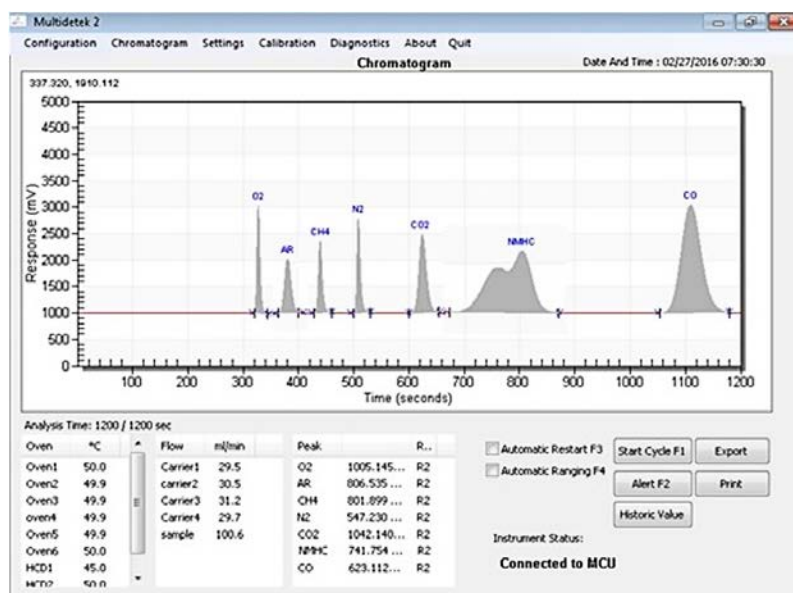 Multidetek 2
Configuration Chromatogram Settings Calibration Diagnostics About Quit
Chromatogram
Date And Time : 02/27/2016 07:30:30
337.320, 1910.112
5000
4500
4000
3500
3000
2500
2000
1500
1000
500
0
Response (mV)
O2
AR
CH4
N2
CO2
NMHC
CO
100 200 300 400 500 600 700 800 900 1000 1100 1200
Time (seconds)
Analysis Time: 1200 / 1200 sec
Oven °C
Oven1 50.0
Oven2 49.9
Oven3 49.9
oven4 49.9
Oven5 49.9
Oven6 50.0
HCD1 45.0
HCD2 50.0
Flow ml/min
Carrier1 29.5
carrier2 30.5
Carrier3 31.2
Carrier4 29.7
sample 100.6
Peak R...
O2 1005.145... R2
AR 806.535 ... R2
CH4 801.899 ... R2
N2 547.230 ... R2
CO2 1042.140... R2
NMHC 741.754 ... R2
CO 623.112... R2
Automatic Restart F3
Automatic Ranging F4
Start Cycle F1
Export
Alert F2
Print
Historic Value
Instrument Status:
Connected to MCU